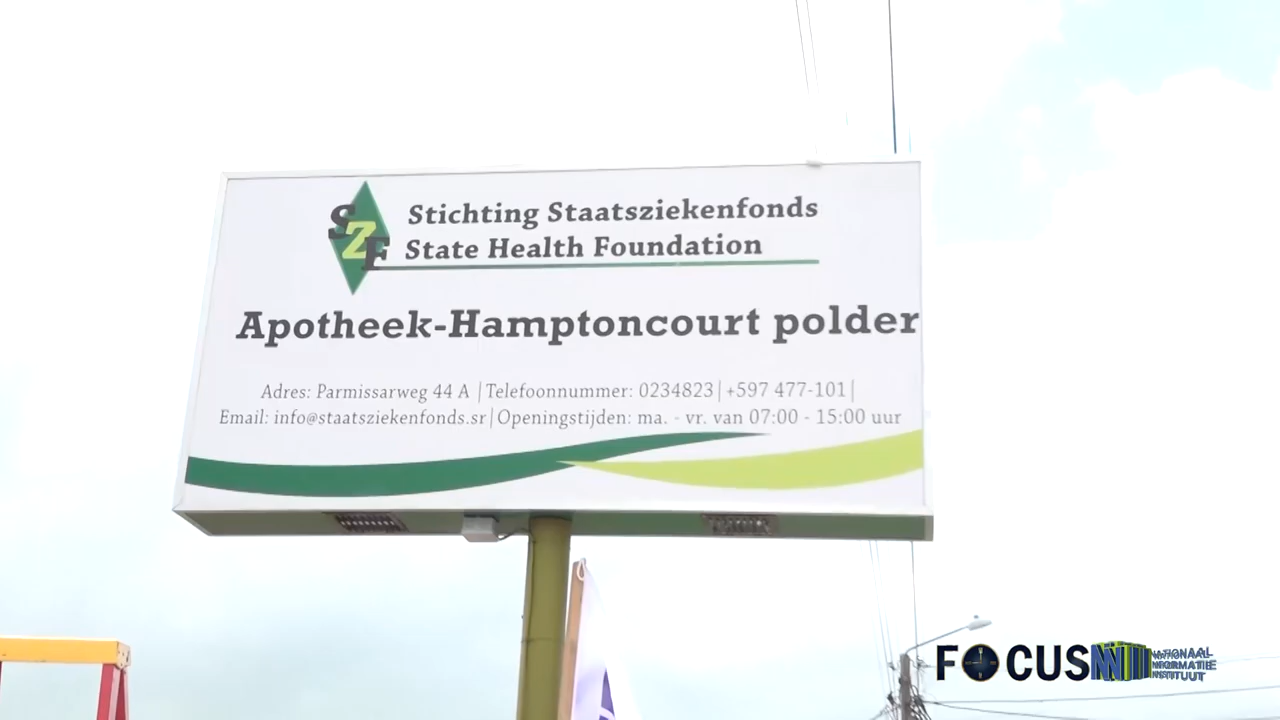 SZF
Stichting Staatsziekenfonds
State Health Foundation
Apotheek-Hamptoncourt polder
Adres: Parmissarweg 44 A | Telefoonnummer: 0234823 | +597 477-101 |
Email: info@staatsziekenfonds.sr | Openingstijden: ma. - vr. van 07:00 - 15:00 uur
FOCUS NII
NATIONAAL
INFORMATIE
INSTITUUT